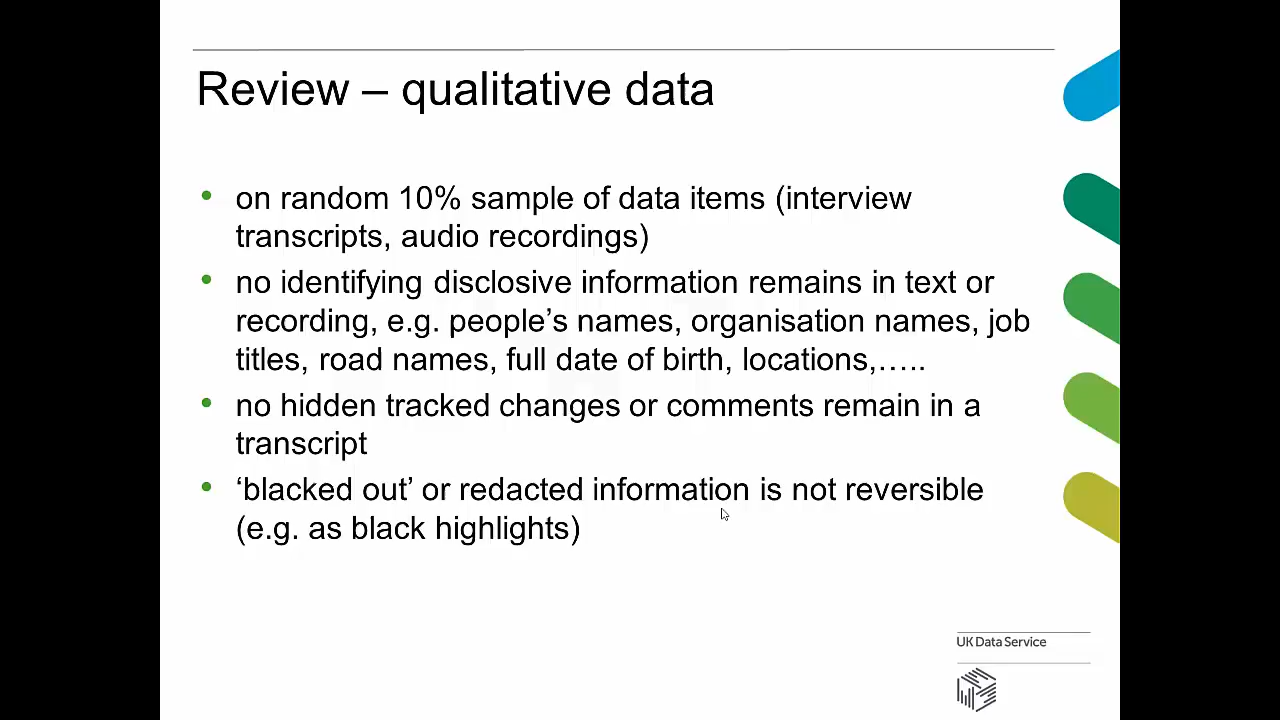 Review – qualitative data
• on random 10% sample of data items (interview
transcripts, audio recordings)
• no identifying disclosive information remains in text or
recording, e.g. people’s names, organisation names, job
titles, road names, full date of birth, locations,…..
• no hidden tracked changes or comments remain in a
transcript
• ‘blacked out’ or redacted information is not reversible
(e.g. as black highlights)
UK Data Service